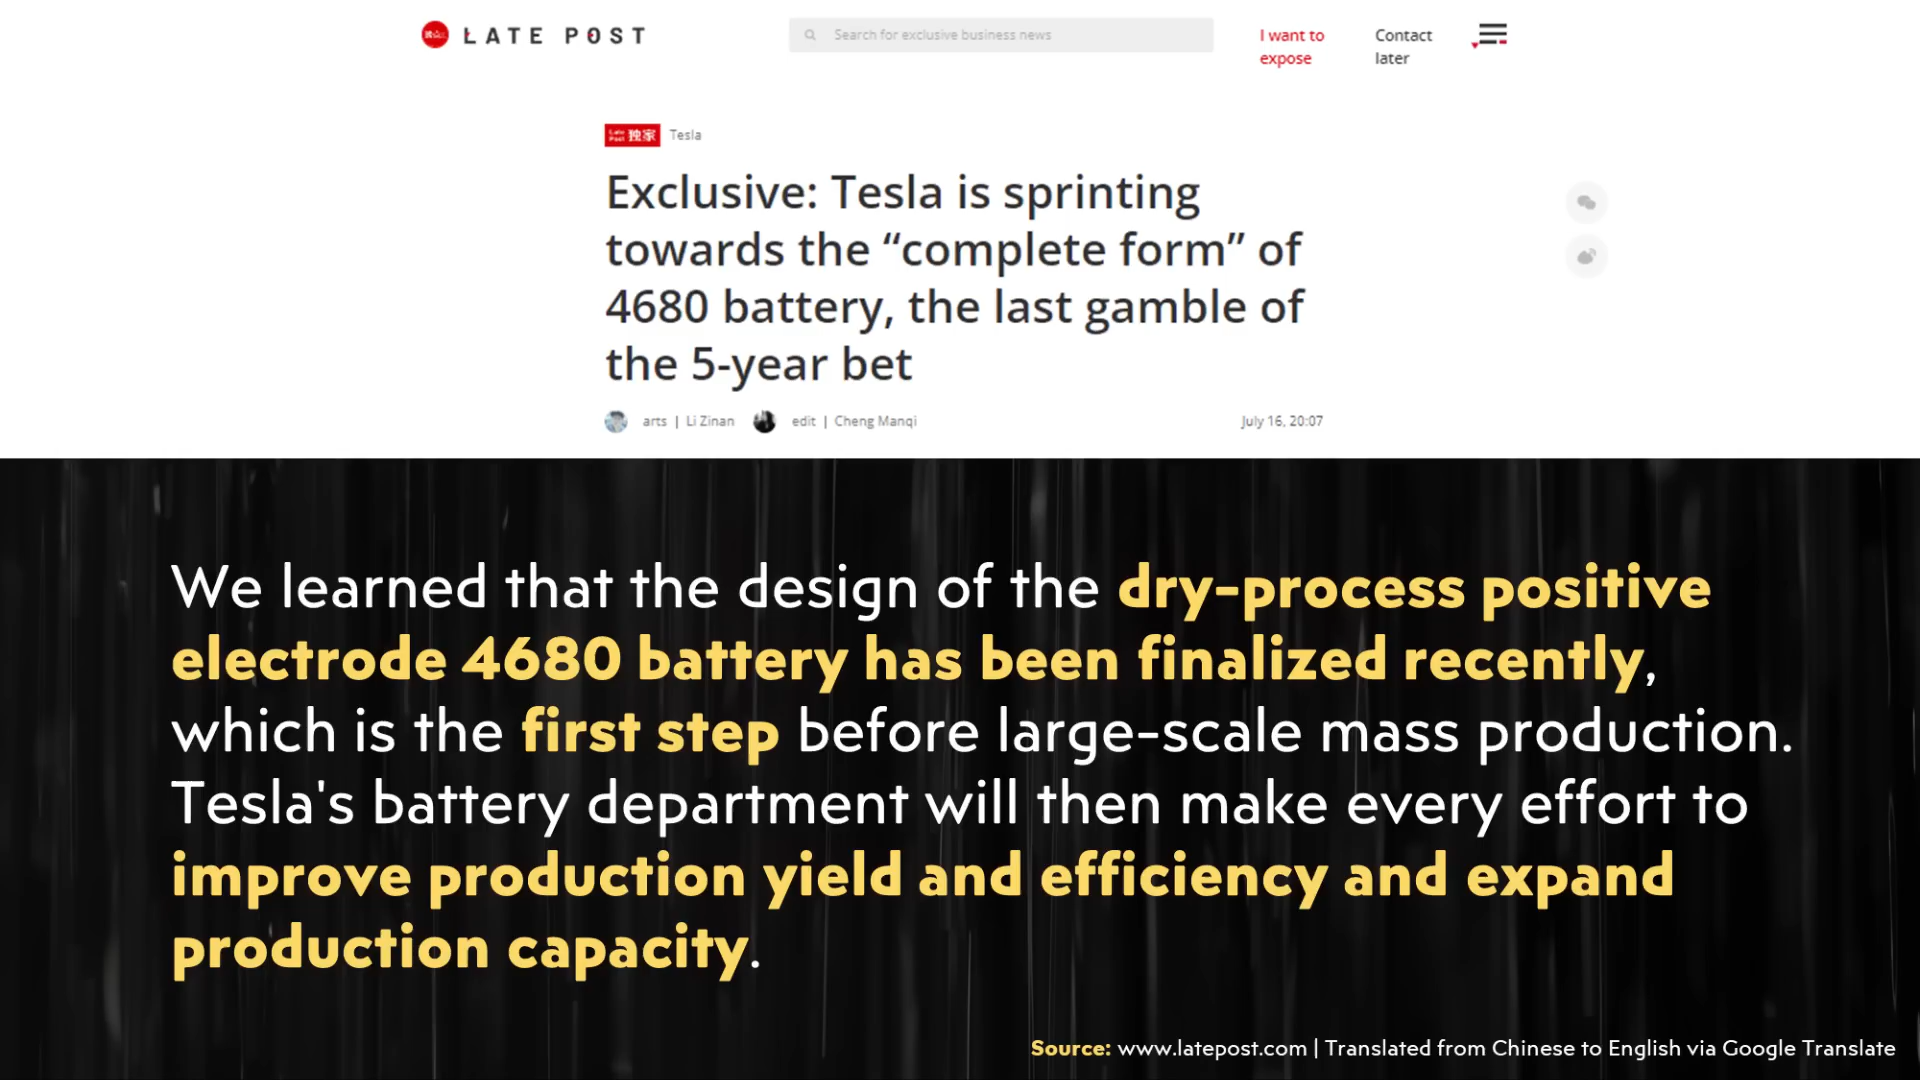 LATE POST
Search for exclusive business news
I want to
expose
Contact
later
Late
Post 独家
Tesla
Exclusive: Tesla is sprinting
towards the “complete form” of
4680 battery, the last gamble of
the 5-year bet
arts | Li Zinan edit | Cheng Manqi July 16, 20:07
We learned that the design of the dry-process positive
electrode 4680 battery has been finalized recently,
which is the first step before large-scale mass production.
Tesla's battery department will then make every effort to
improve production yield and efficiency and expand
production capacity.
Source: www.latepost.com | Translated from Chinese to English via Google Translate